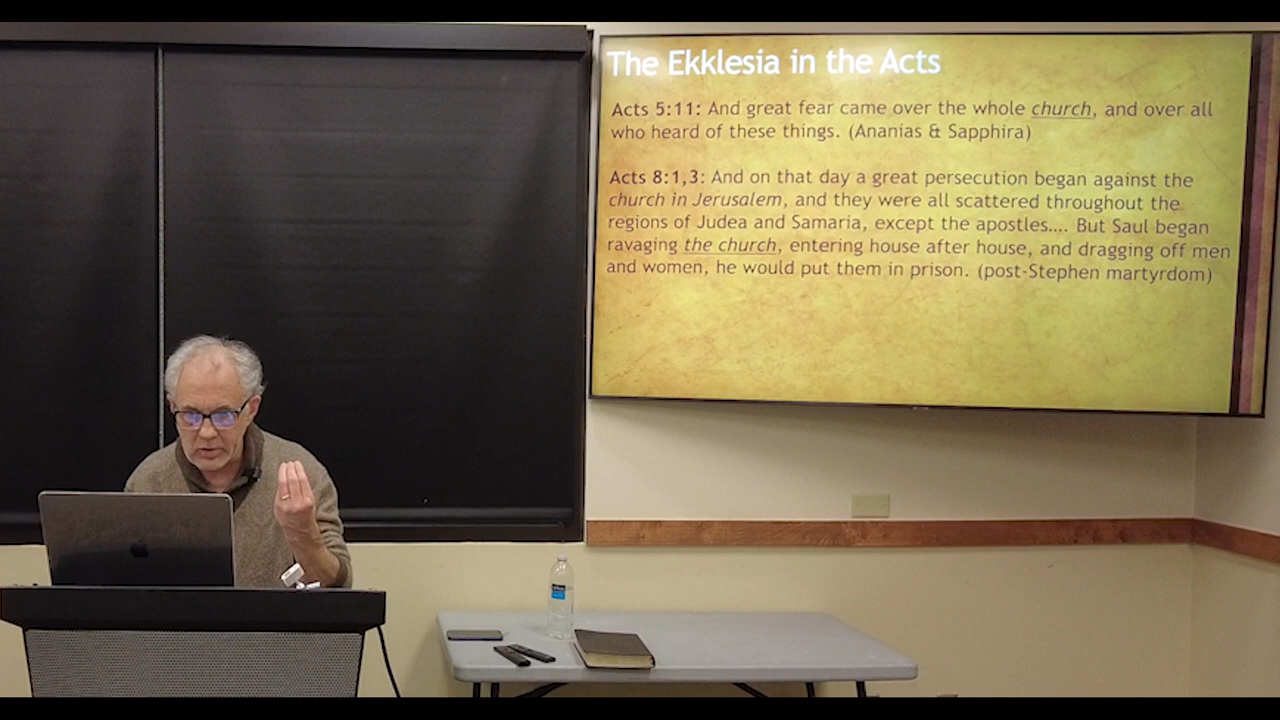 The Ekklesia in the Acts
Acts 5:11: And great fear came over the whole church, and over all
who heard of these things. (Ananias & Sapphira)
Acts 8:1,3: And on that day a great persecution began against the
church in Jerusalem, and they were all scattered throughout the
regions of Judea and Samaria, except the apostles.... But Saul began
ravaging the church, entering house after house, and dragging off men
and women, he would put them in prison. (post-Stephen martyrdom)